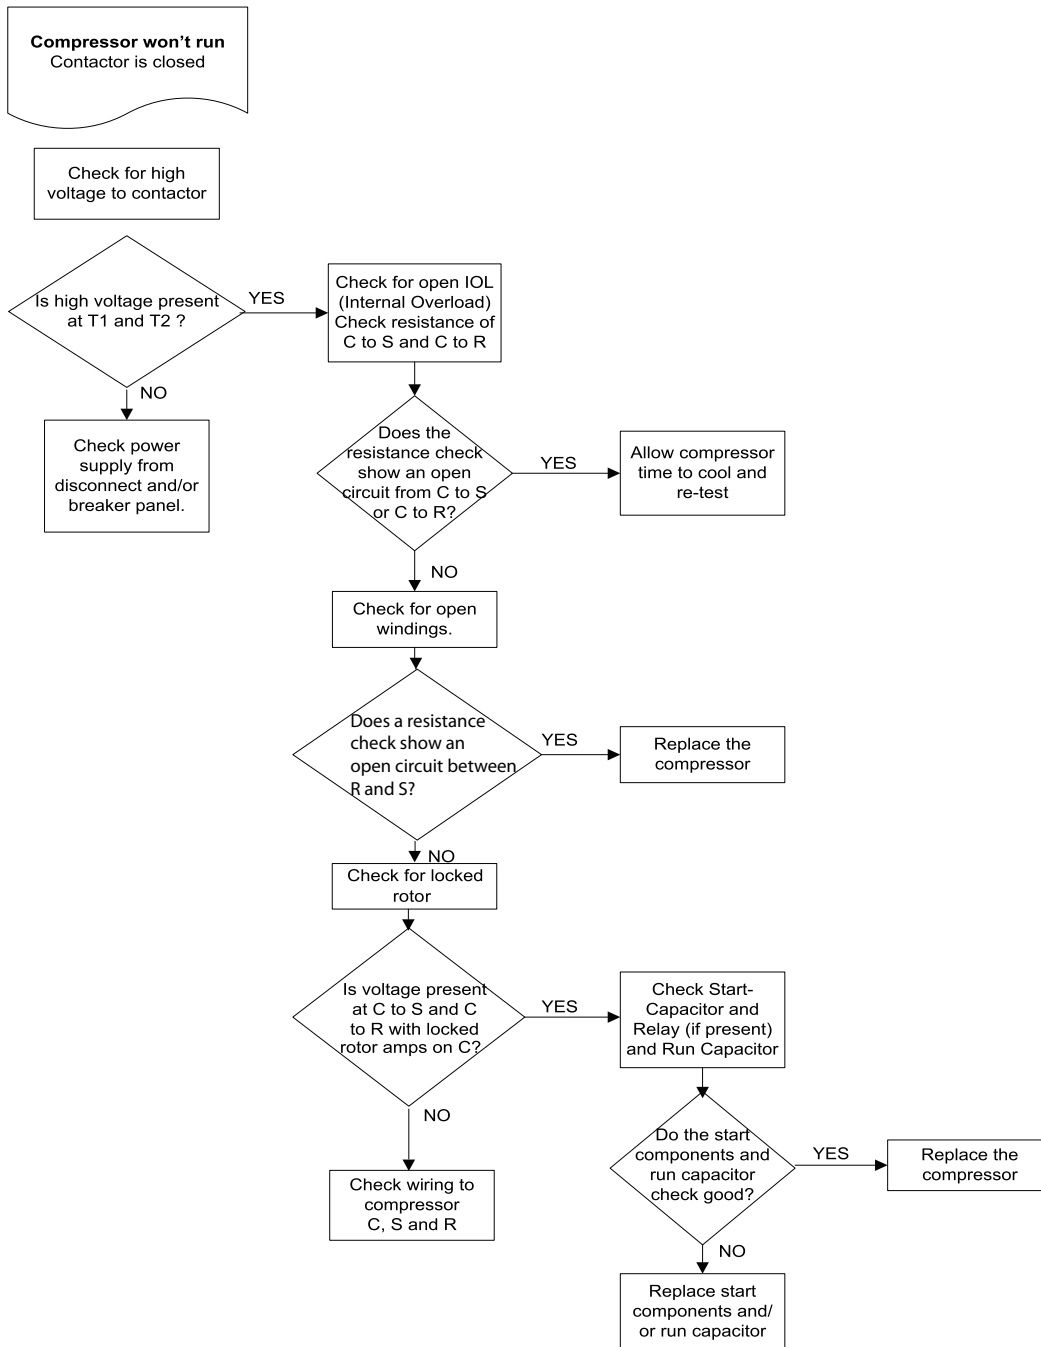 Compressor won’t run
Contactor is closed
Check for high
voltage to contactor
Is high voltage present
at T1 and T2 ?
YES
NO
Check power
supply from
disconnect and/or
breaker panel.
Check for open IOL
(Internal Overload)
Check resistance of
C to S and C to R
Does the
resistance check
show an open
circuit from C to S
or C to R?
YES
Allow compressor
time to cool and
re-test
NO
Check for open
windings.
Does a resistance
check show an
open circuit between
R and S?
YES
Replace the
compressor
NO
Check for locked
rotor
Is voltage present
at C to S and C
to R with locked
rotor amps on C?
YES
NO
Check wiring to
compressor
C, S and R
Check Start-
Capacitor and
Relay (if present)
and Run Capacitor
Do the start
components and
run capacitor
check good?
YES
Replace the
compressor
NO
Replace start
components and/
or run capacitor